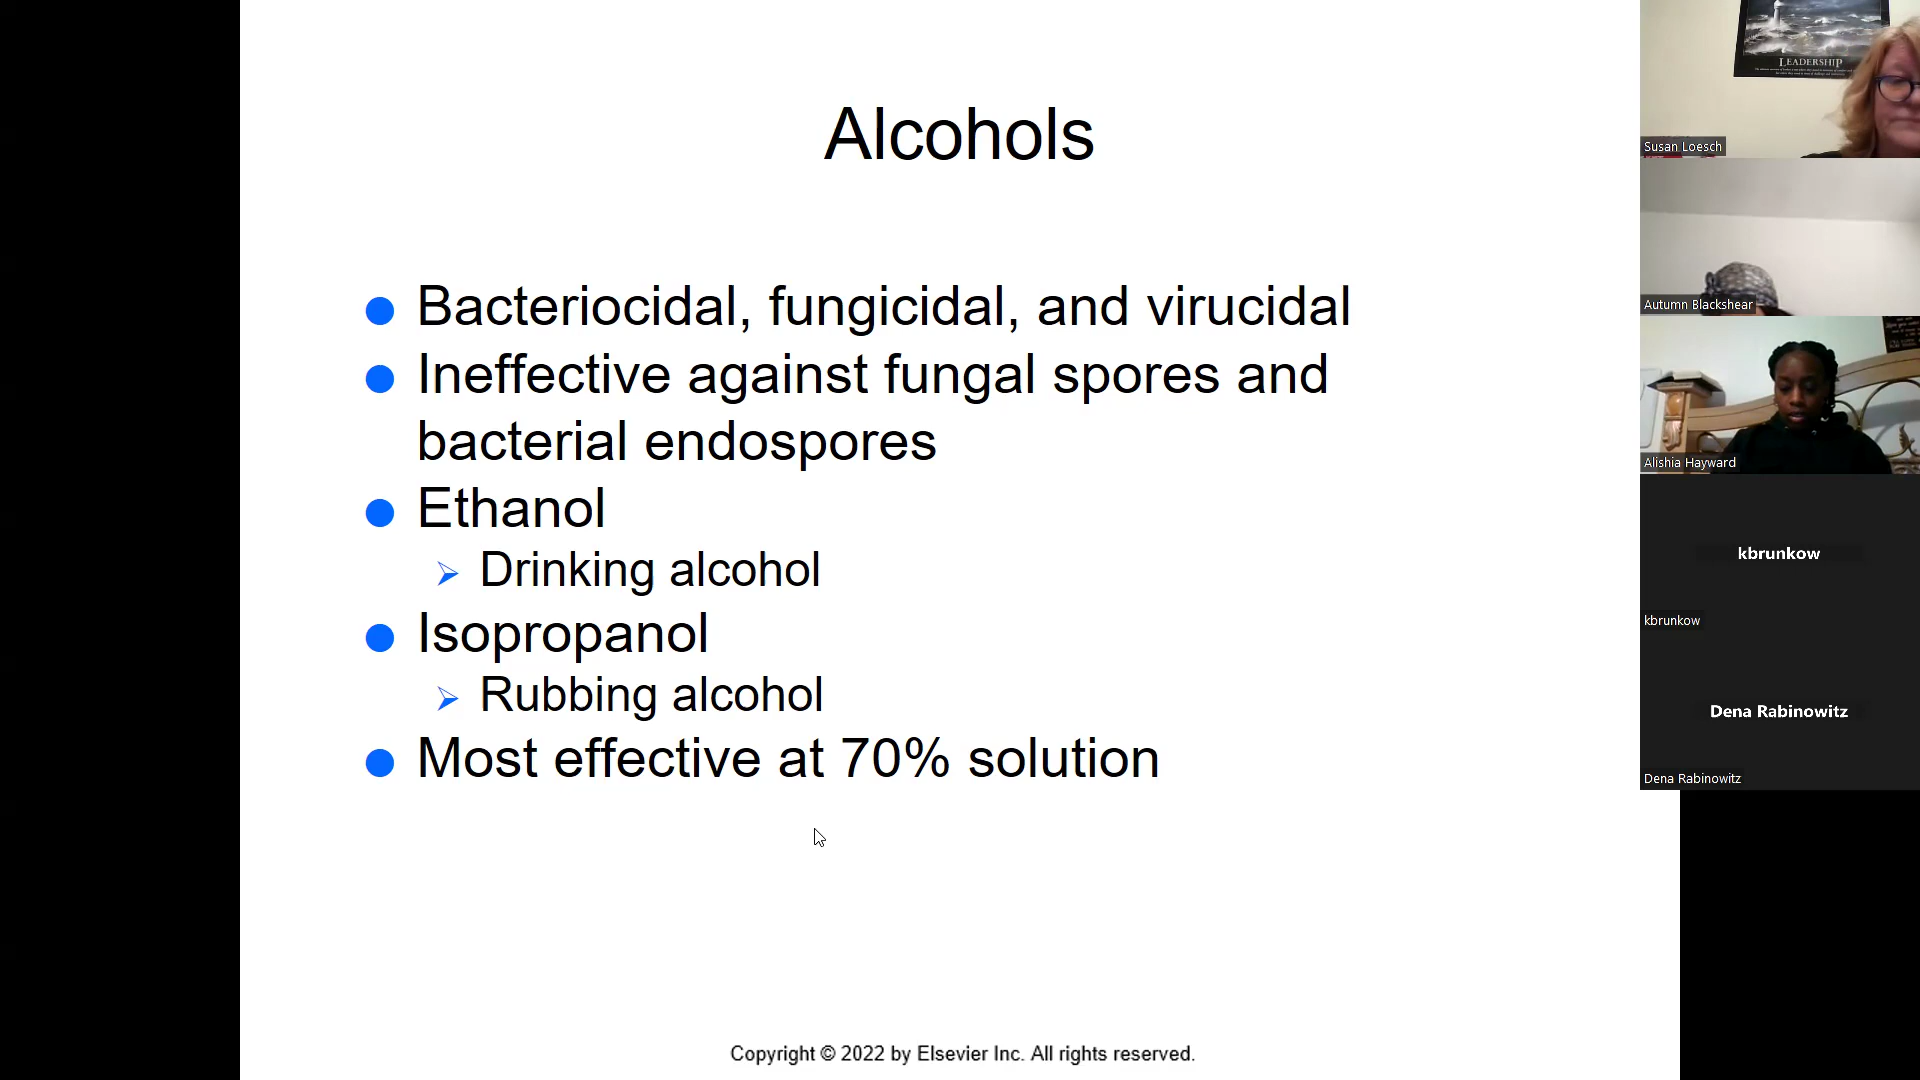 Alcohols
Bacteriocidal, fungicidal, and virucidal
Ineffective against fungal spores and
bacterial endospores
Ethanol
Drinking alcohol
Isopropanol
Rubbing alcohol
Most effective at 70% solution
Copyright © 2022 by Elsevier Inc. All rights reserved.
LEADERSHIP
Susan Loesch
Autumn Blackshear
Alishia Hayward
kbrunkow
kbrunkow
Dena Rabinowitz
Dena Rabinowitz